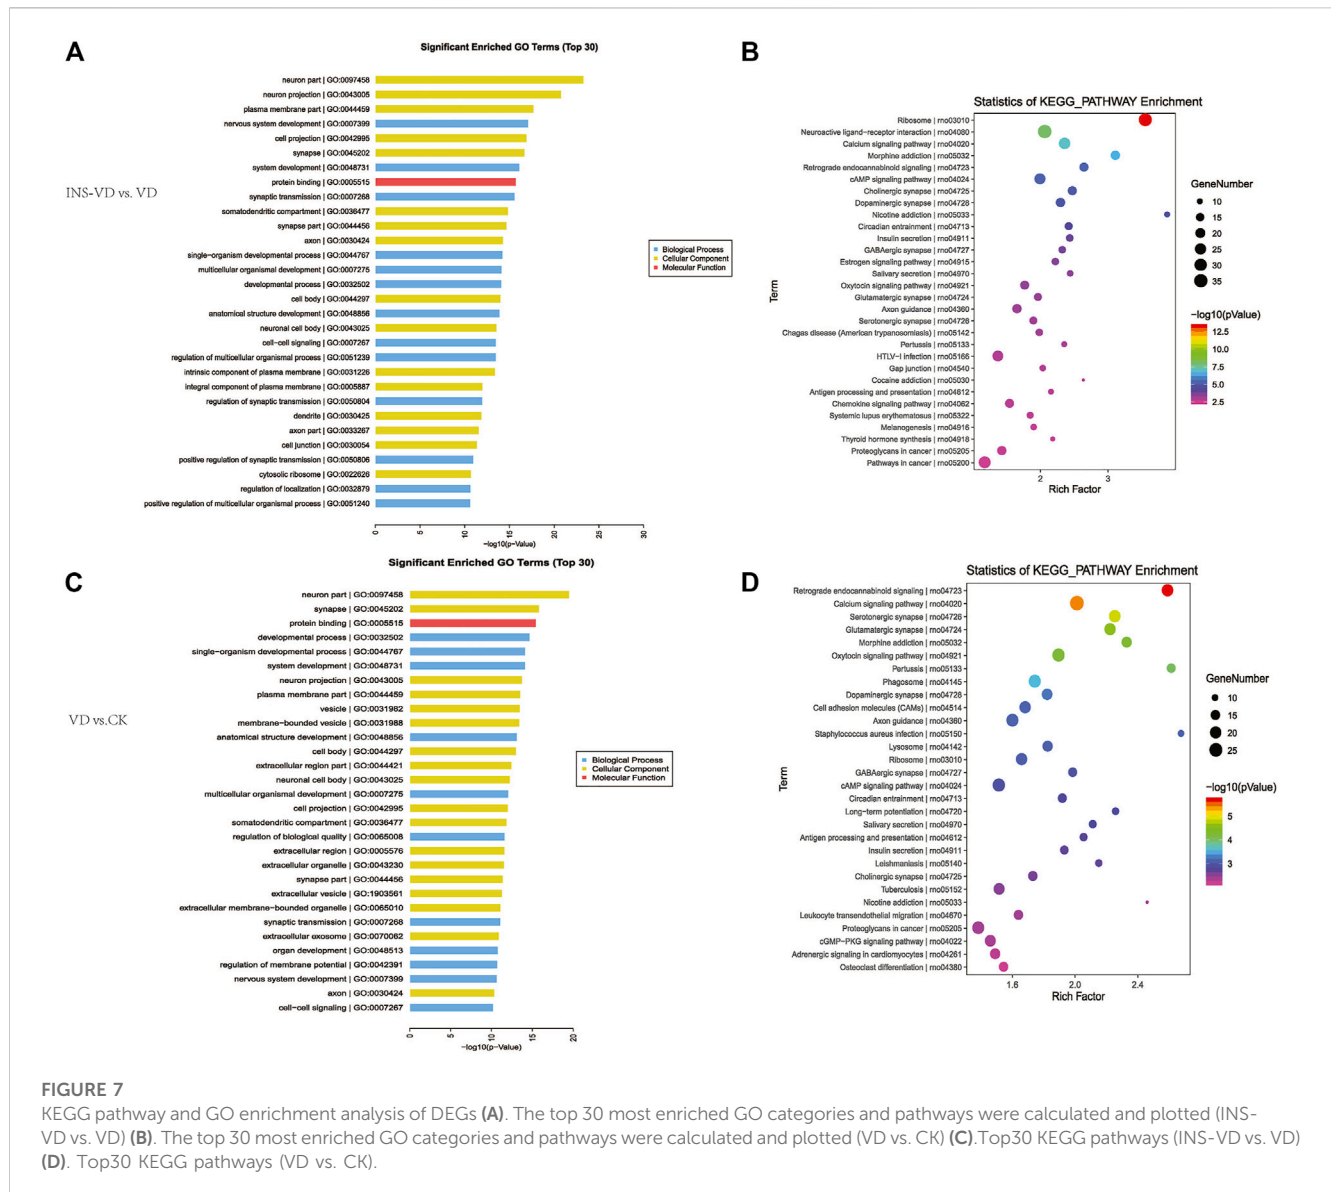 A
Significant Enriched GO Terms (Top 30)
INS-VD vs. VD
neuron part | GO:0097458
neuron projection | GO:0043005
plasma membrane part | GO:0044459
nervous system development | GO:0007399
cell projection | GO:0042995
synapse | GO:0045202
system development | GO:0048731
protein binding | GO:0005515
synaptic transmission | GO:0007268
somatodendritic compartment | GO:0036477
synapse part | GO:0044456
axon | GO:0030424
single-organism developmental process | GO:0044767
multicellular organismal development | GO:0007275
developmental process | GO:0032502
cell body | GO:0044297
anatomical structure development | GO:0048856
neuronal cell body | GO:0043025
cell-cell signaling | GO:0007267
regulation of multicellular organismal process | GO:0051239
intrinsic component of plasma membrane | GO:0031226
integral component of plasma membrane | GO:0005887
regulation of synaptic transmission | GO:0050804
dendrite | GO:0030425
axon part | GO:0033267
cell junction | GO:0030054
positive regulation of synaptic transmission | GO:0050806
cytosolic ribosome | GO:0022626
regulation of localization | GO:0032879
positive regulation of multicellular organismal process | GO:0051240
0 5 10 15 20 25 30
-log10(p-Value)
Biological Process
Cellular Component
Molecular Function
B
Statistics of KEGG_PATHWAY Enrichment
Term
Ribosome | rno03010
Neuroactive ligand-receptor interaction | rno04080
Calcium signaling pathway | rno04020
Morphine addiction | rno05032
Retrograde endocannabinoid signaling | rno04723
cAMP signaling pathway | rno04024
Cholinergic synapse | rno04725
Dopaminergic synapse | rno04728
Nicotine addiction | rno05033
Circadian entrainment | rno04713
Insulin secretion | rno04911
GABAergic synapse | rno04727
Estrogen signaling pathway | rno04915
Salivary secretion | rno04970
Oxytocin signaling pathway | rno04921
Glutamatergic synapse | rno04724
Axon guidance | rno04360
Serotonergic synapse | rno04726
Chagas disease (American trypanosomiasis) | rno05142
Pertussis | rno05133
HTLV-I infection | rno05166
Gap junction | rno04540
Cocaine addiction | rno05030
Antigen processing and presentation | rno04612
Chemokine signaling pathway | rno04062
Systemic lupus erythematosus | rno05322
Melanogenesis | rno04916
Thyroid hormone synthesis | rno04918
Proteoglycans in cancer | rno05205
Pathways in cancer | rno05200
2 3
Rich Factor
GeneNumber
10
15
20
25
30
35
-log10(pValue)
12.5
10.0
7.5
5.0
2.5
C
Significant Enriched GO Terms (Top 30)
VD vs.CK
neuron part | GO:0097458
synapse | GO:0045202
protein binding | GO:0005515
developmental process | GO:0032502
single-organism developmental process | GO:0044767
system development | GO:0048731
neuron projection | GO:0043005
plasma membrane part | GO:0044459
vesicle | GO:0031982
membrane-bounded vesicle | GO:0031988
anatomical structure development | GO:0048856
cell body | GO:0044297
extracellular region part | GO:0044421
neuronal cell body | GO:0043025
multicellular organismal development | GO:0007275
cell projection | GO:0042995
somatodendritic compartment | GO:0036477
regulation of biological quality | GO:0065008
extracellular region | GO:0005576
extracellular organelle | GO:0043230
synapse part | GO:0044456
extracellular vesicle | GO:1903561
extracellular membrane-bounded organelle | GO:0065010
synaptic transmission | GO:0007268
extracellular exosome | GO:0070062
organ development | GO:0048513
regulation of membrane potential | GO:0042391
nervous system development | GO:0007399
axon | GO:0030424
cell-cell signaling | GO:0007267
0 5 10 15 20
-log10(p-Value)
Biological Process
Cellular Component
Molecular Function
D
Statistics of KEGG_PATHWAY Enrichment
Term
Retrograde endocannabinoid signaling | rno04723
Calcium signaling pathway | rno04020
Serotonergic synapse | rno04726
Glutamatergic synapse | rno04724
Morphine addiction | rno05032
Oxytocin signaling pathway | rno04921
Pertussis | rno05133
Phagosome | rno04145
Dopaminergic synapse | rno04728
Cell adhesion molecules (CAMs) | rno04514
Axon guidance | rno04360
Staphylococcus aureus infection | rno05150
Lysosome | rno04142
Ribosome | rno03010
GABAergic synapse | rno04727
cAMP signaling pathway | rno04024
Circadian entrainment | rno04713
Long-term potentiation | rno04720
Salivary secretion | rno04970
Antigen processing and presentation | rno04612
Insulin secretion | rno04911
Leishmaniasis | rno05140
Cholinergic synapse | rno04725
Tuberculosis | rno05152
Nicotine addiction | rno05033
Leukocyte transendothelial migration | rno04670
Proteoglycans in cancer | rno05205
cGMP-PKG signaling pathway | rno04022
Adrenergic signaling in cardiomyocytes | rno04261
Osteoclast differentiation | rno04380
1.6 2.0 2.4
Rich Factor
GeneNumber
10
15
20
25
-log10(pValue)
5
4
3
FIGURE 7
KEGG pathway and GO enrichment analysis of DEGs (A). The top 30 most enriched GO categories and pathways were calculated and plotted (INS-
VD vs. VD) (B). The top 30 most enriched GO categories and pathways were calculated and plotted (VD vs. CK) (C).Top30 KEGG pathways (INS-VD vs. VD)
(D). Top30 KEGG pathways (VD vs. CK).